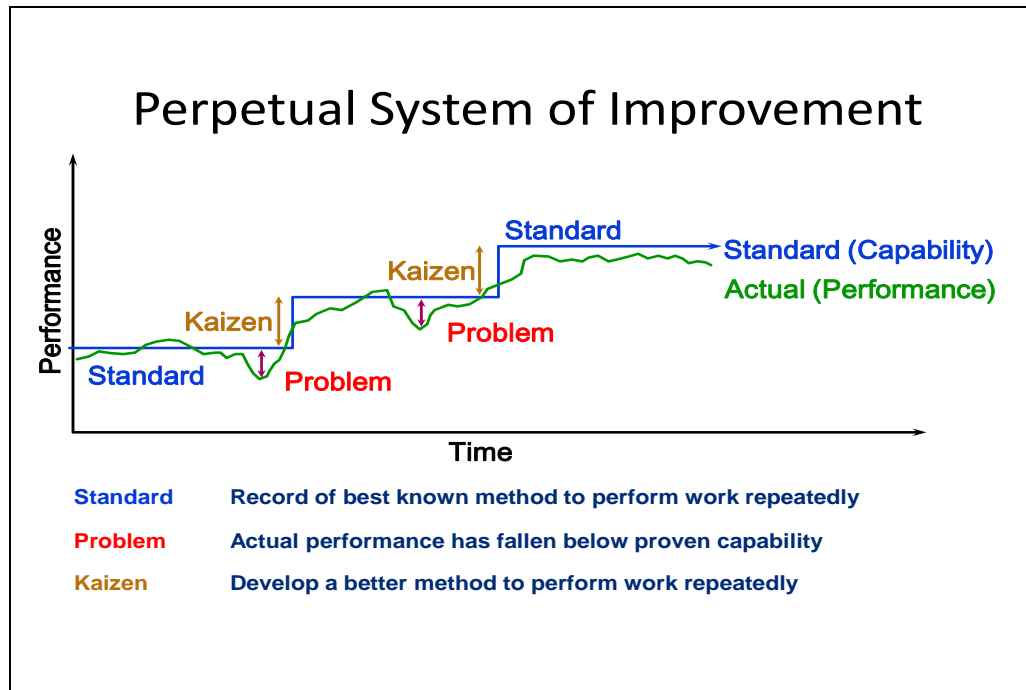 Perpetual System of Improvement
Performance
Standard
Standard (Capability)
Kaizen
Actual (Performance)
Kaizen
Problem
Standard
Problem
Time
Standard Record of best known method to perform work repeatedly
Problem Actual performance has fallen below proven capability
Kaizen Develop a better method to perform work repeatedly